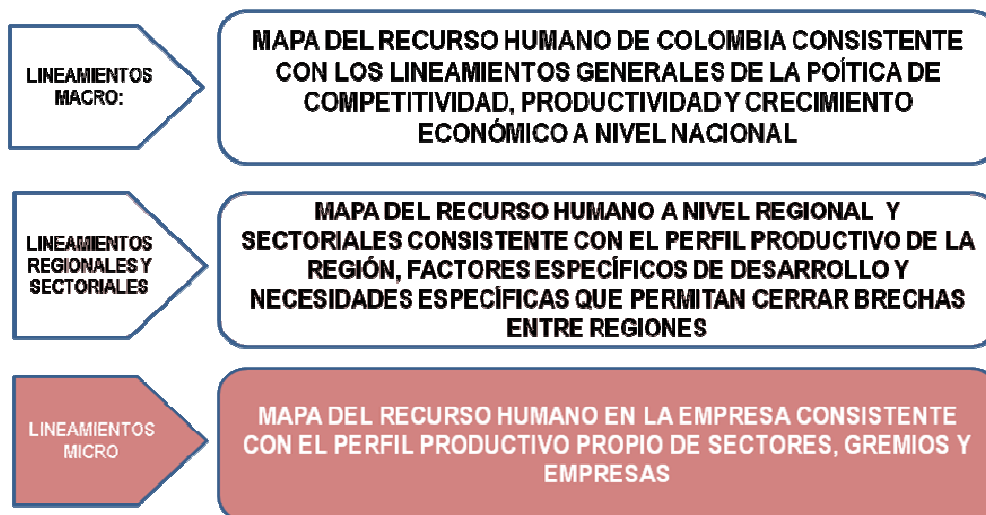 LINEAMIENTOS
MACRO:
MAPA DEL RECURSO HUMANO DE COLOMBIA CONSISTENTE
CON LOS LINEAMIENTOS GENERALES DE LA POÍTICA DE
COMPETITIVIDAD, PRODUCTIVIDAD Y CRECIMIENTO
ECONÓMICO A NIVEL NACIONAL
LINEAMIENTOS
REGIONALES Y
SECTORIALES
MAPA DEL RECURSO HUMANO A NIVEL REGIONAL Y
SECTORIALES CONSISTENTE CON EL PERFIL PRODUCTIVO DE LA
REGIÓN, FACTORES ESPECÍFICOS DE DESARROLLO Y
NECESIDADES ESPECÍFICAS QUE PERMITAN CERRAR BRECHAS
ENTRE REGIONES
LINEAMIENTOS
MICRO
MAPA DEL RECURSO HUMANO EN LA EMPRESA CONSISTENTE
CON EL PERFIL PRODUCTIVO PROPIO DE SECTORES, GREMIOS Y
EMPRESAS